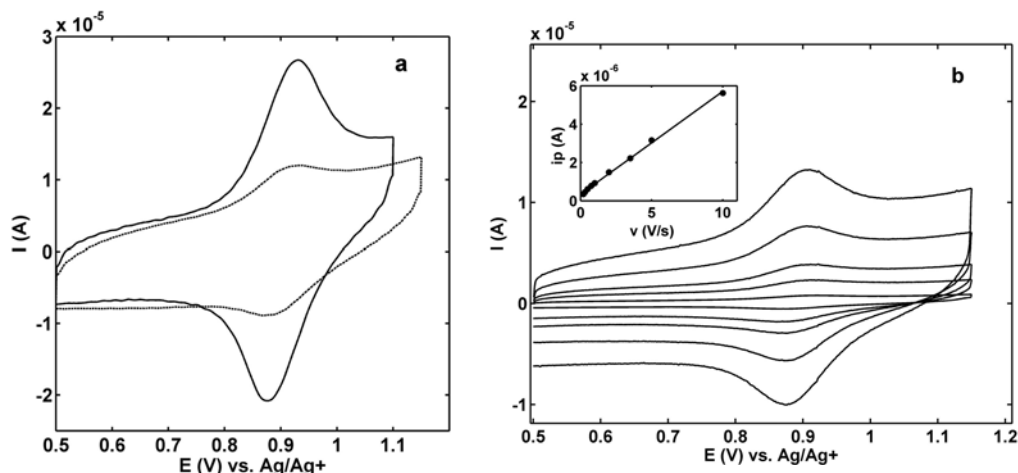 x 10⁻⁵
3
2
1
0
-1
-2
I (A)
a
0.5 0.6 0.7 0.8 0.9 1 1.1
E (V) vs. Ag/Ag+
x 10⁻⁵
2
1
0
-1
I (A)
b
x 10⁻⁶
6
4
2
0
ip (A)
0 5 10
v (V/s)
0.5 0.6 0.7 0.8 0.9 1 1.1 1.2
E (V) vs. Ag/Ag+